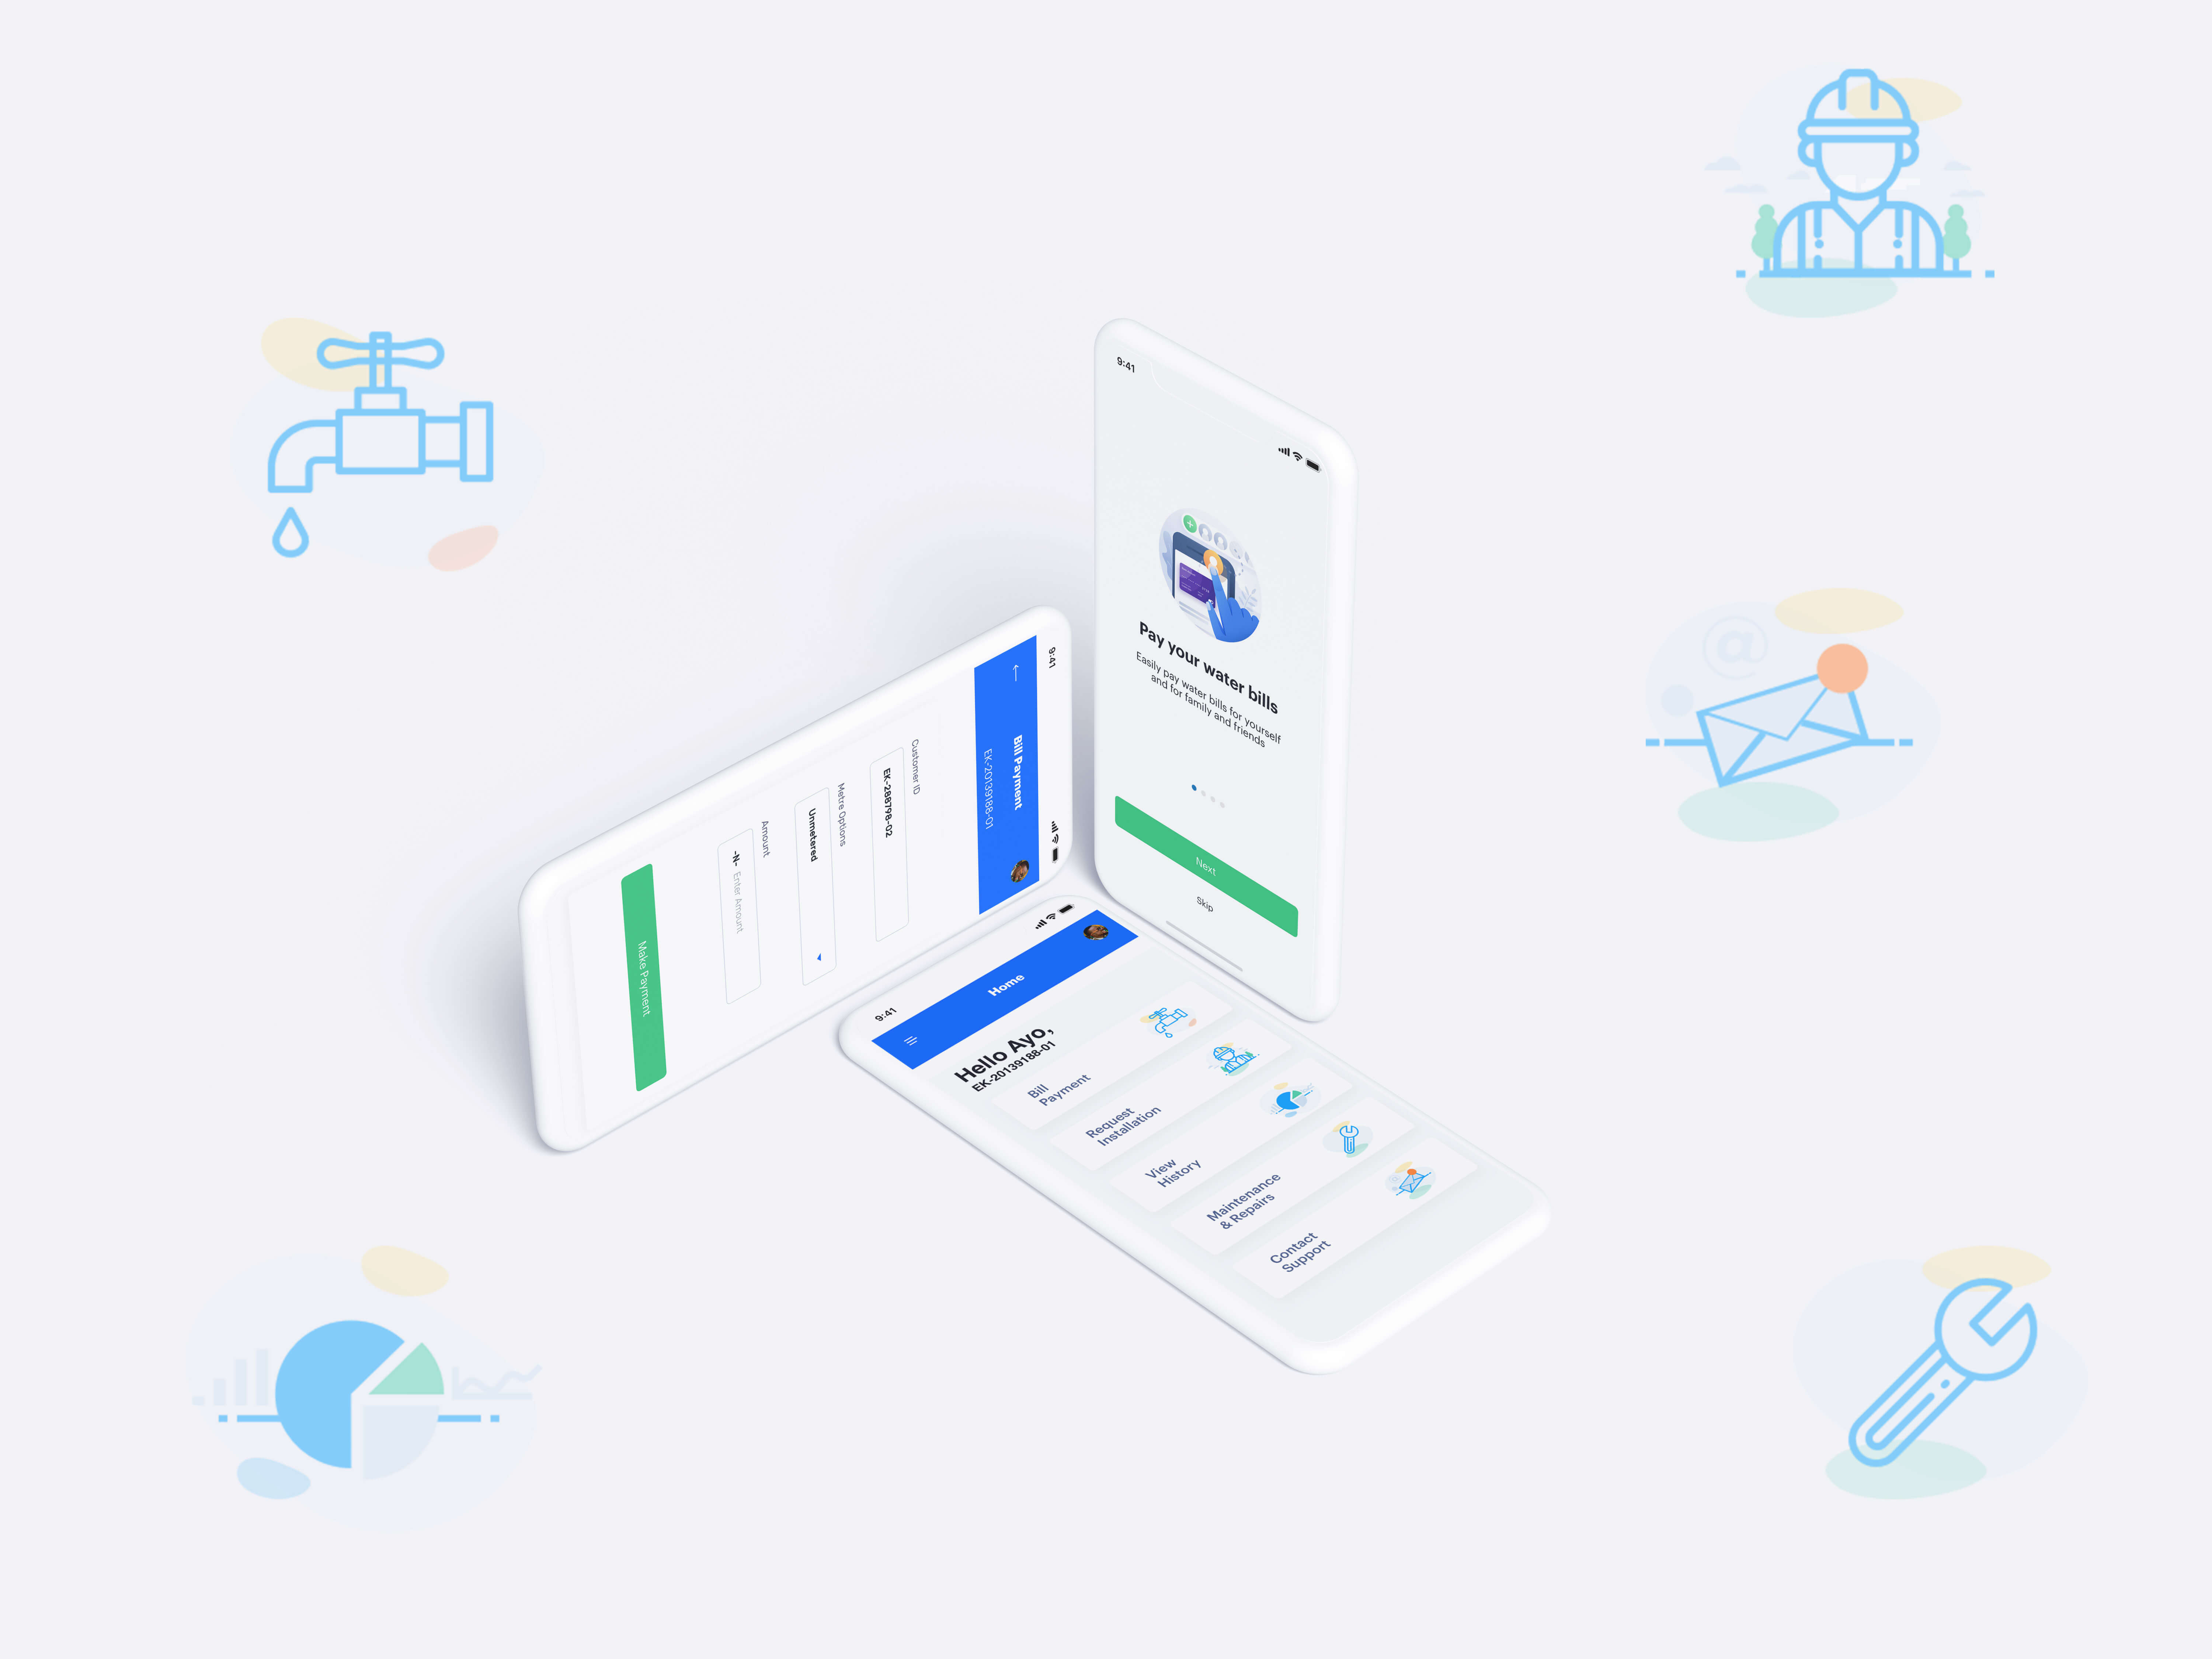 9:41
Pay your water bills
Easily pay water bills for yourself
and for family and friends
Next
Skip
9:41
Bill Payment
EK-20139188-01
Customer ID
EK-288798-02
Metre Options
Unmetered
Amount
-N- Enter Amount
Make Payment
9:41
Home
Hello Ayo,
EK-20139188-01
Bill
Payment
Request
Installation
View
History
Maintenance
& Repairs
Contact
Support
@